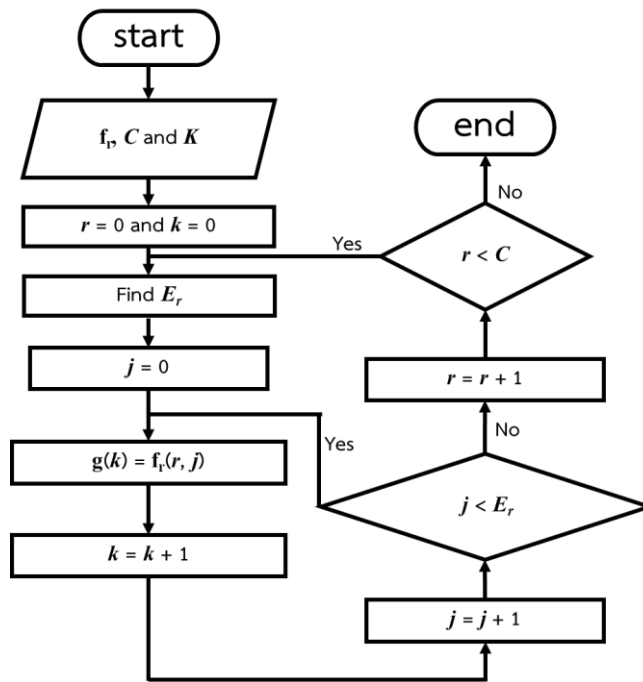 start
fᵣ, C and K
r = 0 and k = 0
Find Eᵣ
j = 0
g(k) = fᵣ(r, j)
k = k + 1
j = j + 1
j < Eᵣ
Yes
No
r = r + 1
r < C
Yes
No
end